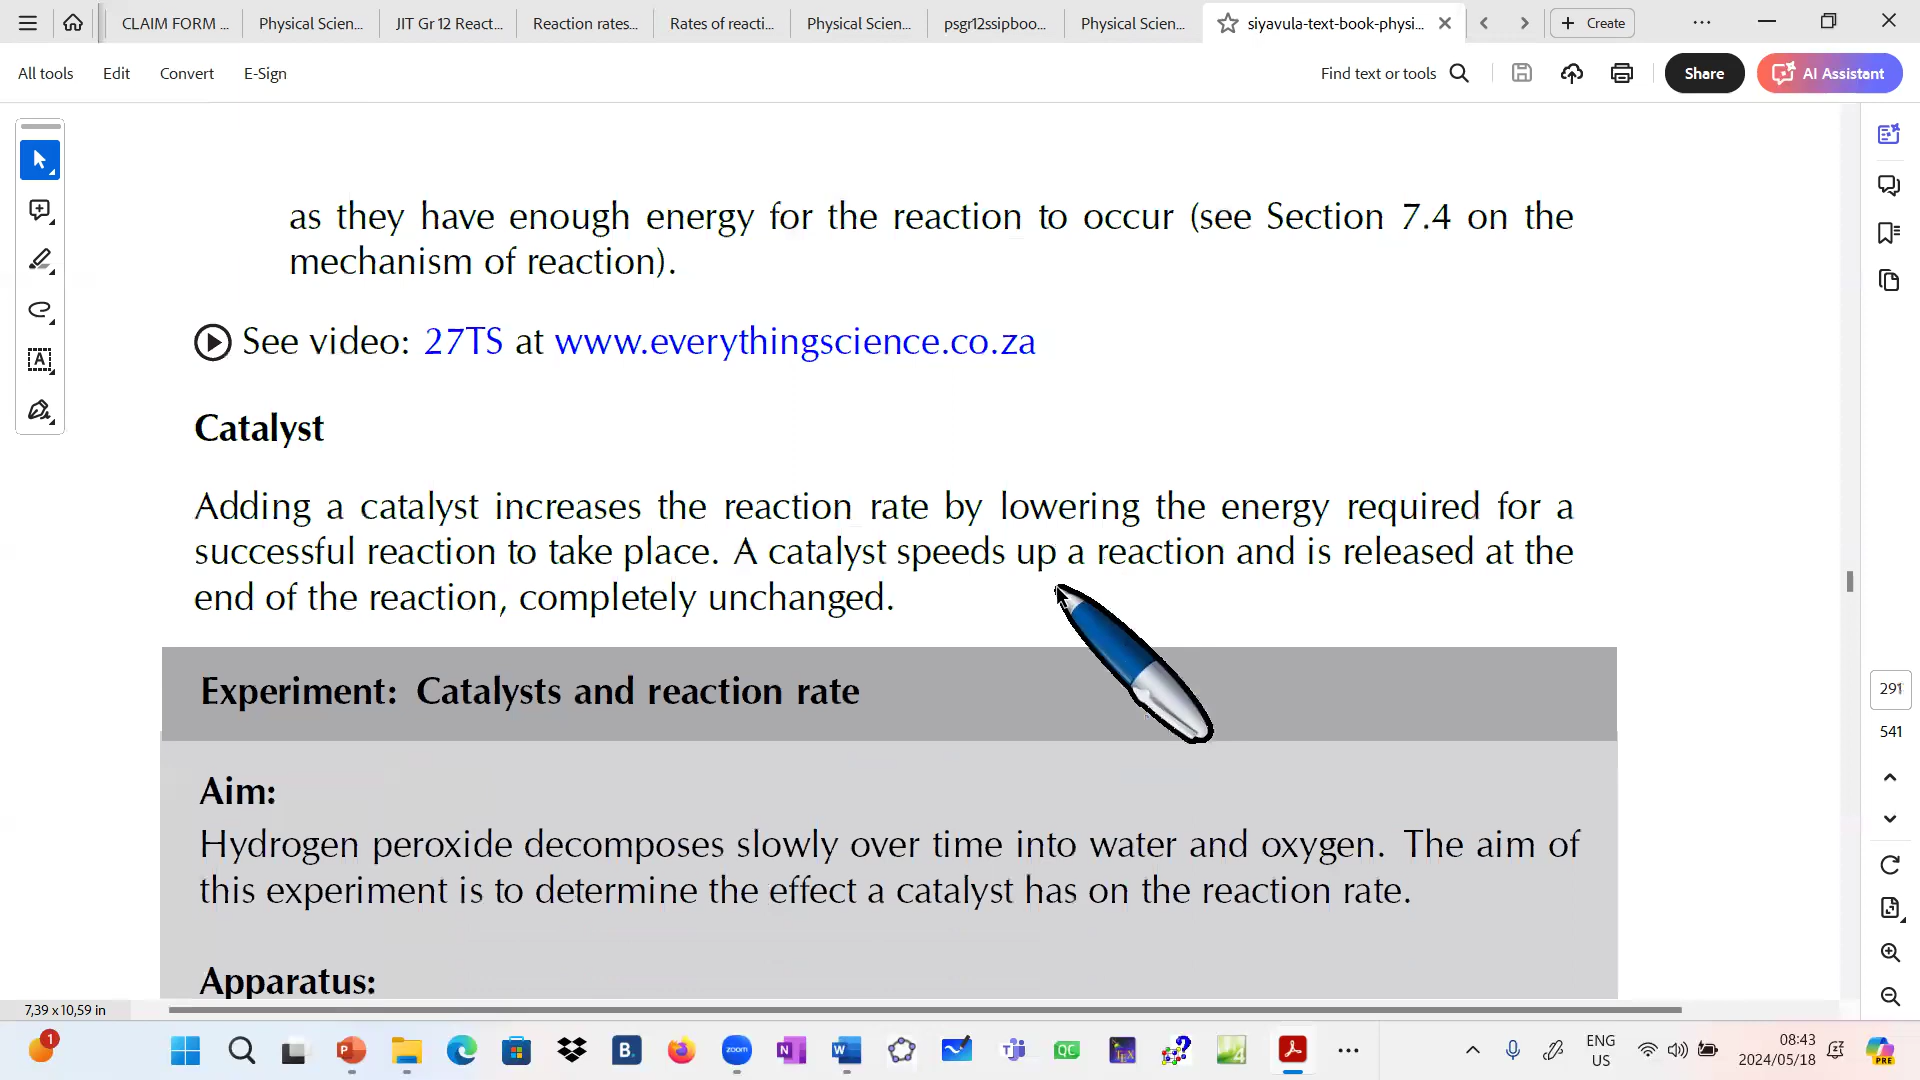 CLAIM FORM ...
Physical Scien...
JIT Gr 12 React...
Reaction rates...
Rates of reacti...
Physical Scien...
psgr12ssipboo...
Physical Scien...
siyavula-text-book-physi...
Create
All tools
Edit
Convert
E-Sign
Find text or tools
Share
AI Assistant
as they have enough energy for the reaction to occur (see Section 7.4 on the
mechanism of reaction).
See video: 27TS at www.everythingscience.co.za
Catalyst
Adding a catalyst increases the reaction rate by lowering the energy required for a
successful reaction to take place. A catalyst speeds up a reaction and is released at the
end of the reaction, completely unchanged.
Experiment: Catalysts and reaction rate
Aim:
Hydrogen peroxide decomposes slowly over time into water and oxygen. The aim of
this experiment is to determine the effect a catalyst has on the reaction rate.
Apparatus:
291
541
7,39 x 10,59 in
1
P
zoom
B.
N
W
T
QC
TEX
4
ENG
US
08:43
2024/05/18
PRE